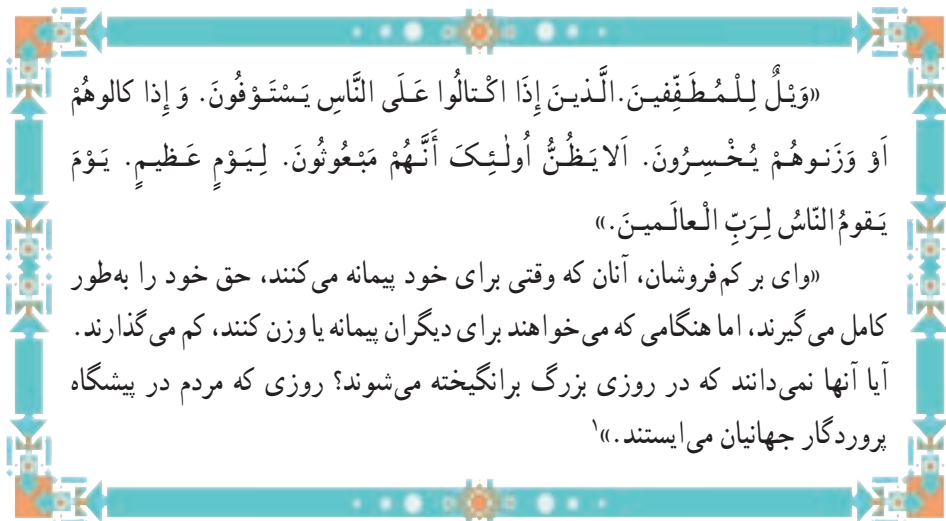 «وَیْلٌ لِلْمُطَفِّفینَ.الَّذینَ إِذَا اکْتالُوا عَلَی النَّاسِ یَسْتَوْفُونَ. وَ إِذا کالوهُمْ
اَوْ وَزَنوهُمْ یُخْسِرُونَ. اَلا یَظُنُّ اُولٰئِکَ أَنَّهُمْ مَبْعُوثُونَ. لِیَوْمٍ عَظیمٍ. یَوْمَ
یَقومُ النّاسُ لِرَبِّ الْعالَمینَ.»
«وای بر کم‌فروشان، آنان که وقتی برای خود پیمانه می‌کنند، حق خود را به‌طور
کامل می‌گیرند، اما هنگامی که می‌خواهند برای دیگران پیمانه یا وزن کنند، کم می‌گذارند.
آیا آنها نمی‌دانند که در روزی بزرگ برانگیخته می‌شوند؟ روزی که مردم در پیشگاه
پروردگار جهانیان می‌ایستند.»۱